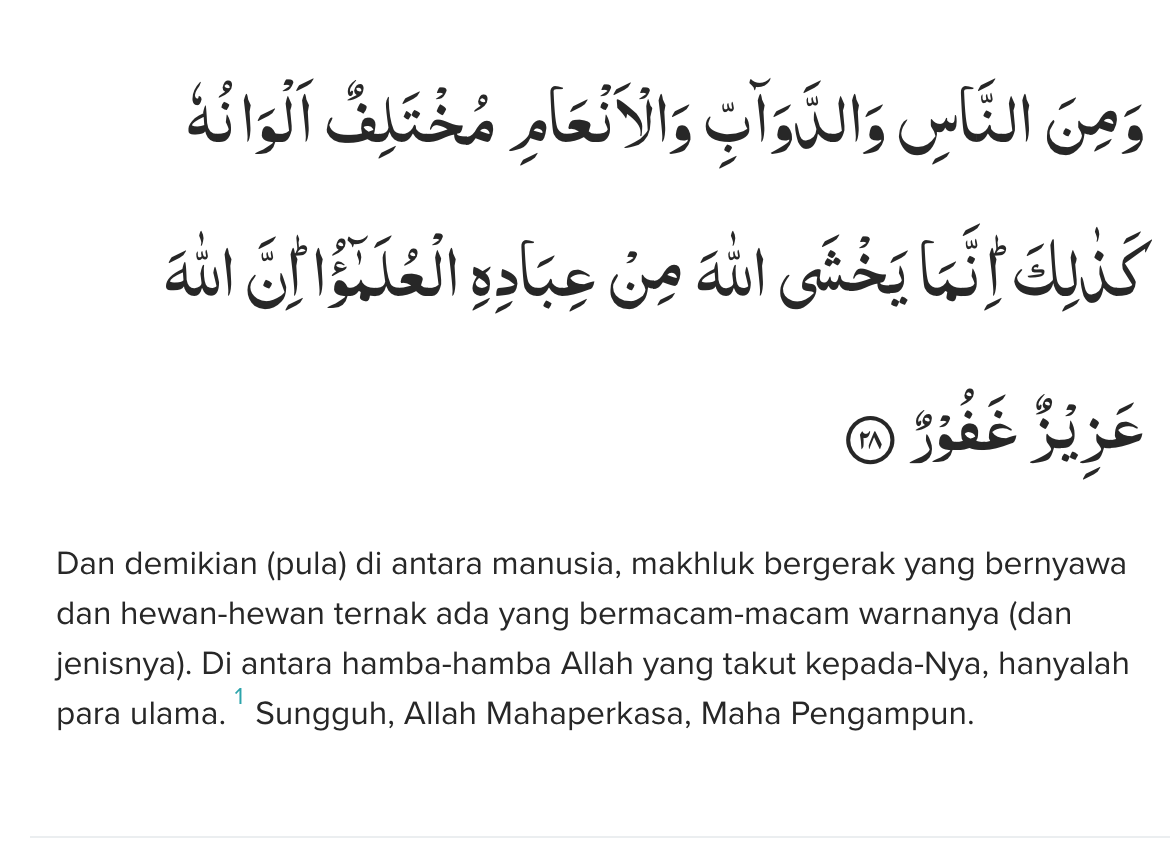 وَمِنَ النَّاسِ وَالدَّوَاۤبِّ وَالْاَنْعَامِ مُخْتَلِفٌ اَلْوَانُهٗ
كَذٰلِكَۗ اِنَّمَا يَخْشَى اللّٰهَ مِنْ عِبَادِهِ الْعُلَمٰۤؤُاۗ اِنَّ اللّٰهَ
عَزِيْزٌ غَفُوْرٌ ٢٨
Dan demikian (pula) di antara manusia, makhluk bergerak yang bernyawa
dan hewan-hewan ternak ada yang bermacam-macam warnanya (dan
jenisnya). Di antara hamba-hamba Allah yang takut kepada-Nya, hanyalah
para ulama. 1 Sungguh, Allah Mahaperkasa, Maha Pengampun.